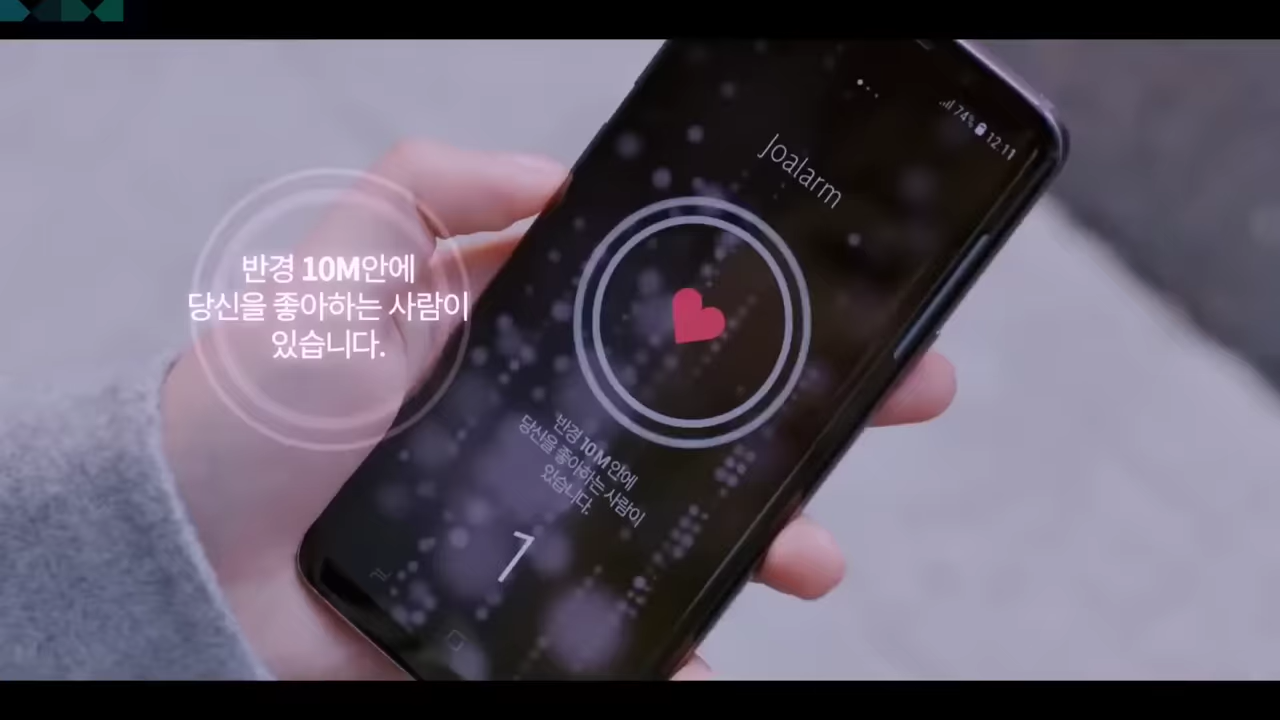 74% 12:11
Joalarm
반경 10M안에
당신을 좋아하는 사람이
있습니다.
반경 10M 안에
당신을 좋아하는 사람이
있습니다.
1